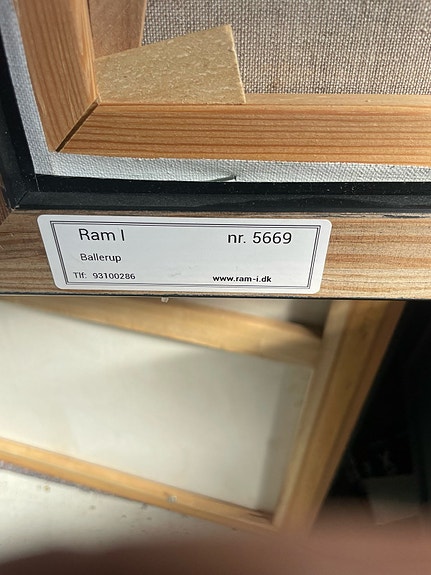 Ram I nr. 5669
Ballerup
Tlf: 93100286 www.ram-i.dk